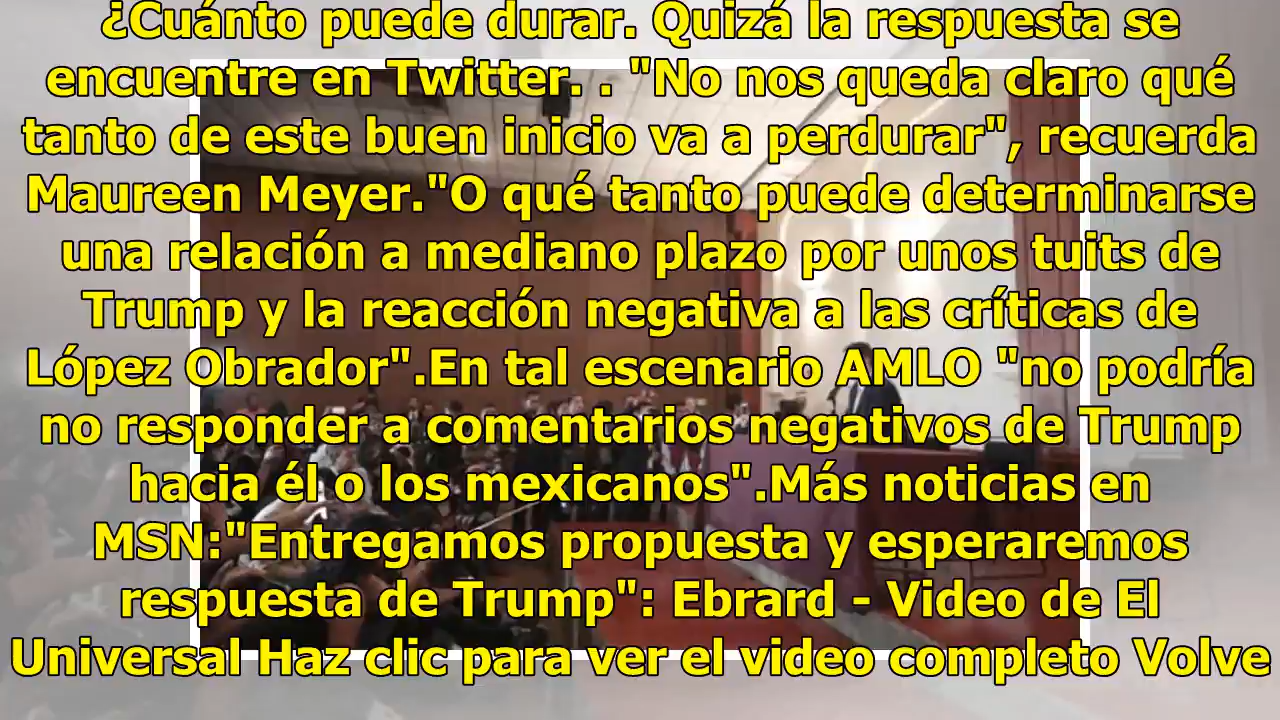 ¿Cuánto puede durar. Quizá la respuesta se
encuentre en Twitter. . "No nos queda claro qué
tanto de este buen inicio va a perdurar", recuerda
Maureen Meyer."O qué tanto puede determinarse
una relación a mediano plazo por unos tuits de
Trump y la reacción negativa a las críticas de
López Obrador".En tal escenario AMLO "no podría
no responder a comentarios negativos de Trump
hacia él o los mexicanos".Más noticias en
MSN:"Entregamos propuesta y esperaremos
respuesta de Trump": Ebrard - Video de El
Universal Haz clic para ver el video completo Volve